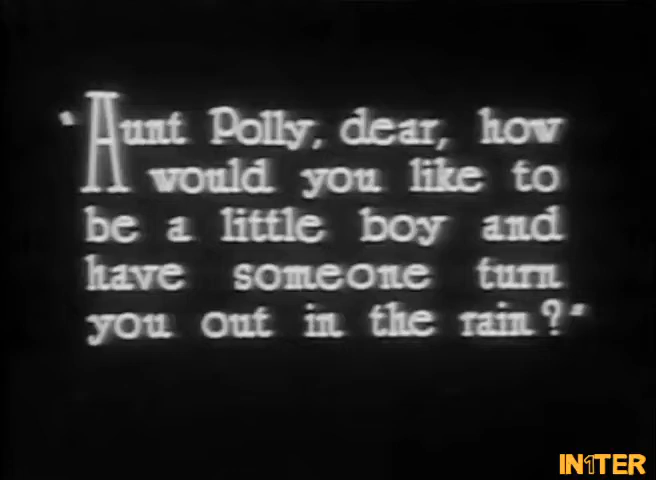 "Aunt Polly, dear, how
would you like to
be a little boy and
have someone turn
you out in the rain?"
IN1TER